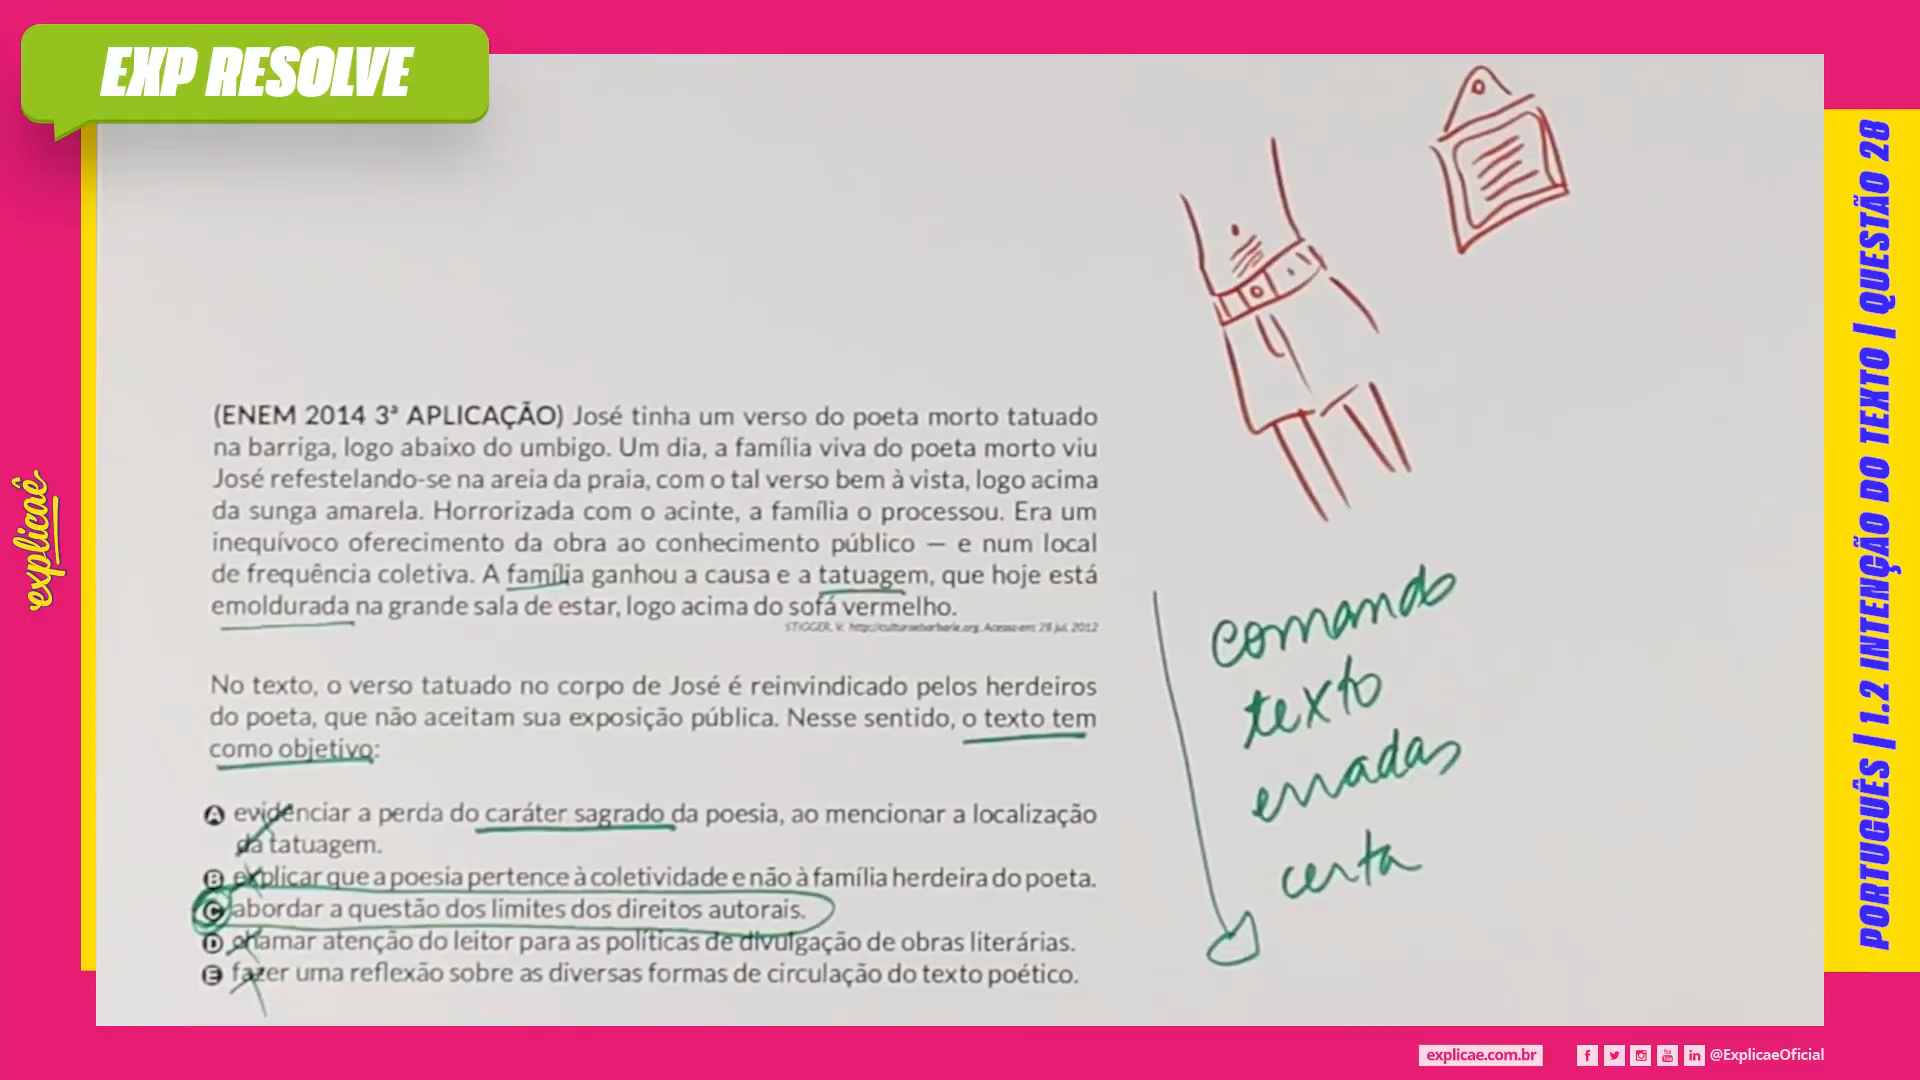 EXP RESOLVE
(ENEM 2014 3ª APLICAÇÃO) José tinha um verso do poeta morto tatuado
na barriga, logo abaixo do umbigo. Um dia, a família viva do poeta morto viu
José refestelando-se na areia da praia, com o tal verso bem à vista, logo acima
da sunga amarela. Horrorizada com o acinte, a família o processou. Era um
inequívoco oferecimento da obra ao conhecimento público — e num local
de frequência coletiva. A família ganhou a causa e a tatuagem, que hoje está
emoldurada na grande sala de estar, logo acima do sofá vermelho.
STIGGER, V. http://culturaebarbarie.org. Acesso em: 28 jul. 2012
No texto, o verso tatuado no corpo de José é reinvindicado pelos herdeiros
do poeta, que não aceitam sua exposição pública. Nesse sentido, o texto tem
como objetivo:
A evidenciar a perda do caráter sagrado da poesia, ao mencionar a localização
da tatuagem.
B explicar que a poesia pertence à coletividade e não à família herdeira do poeta.
C abordar a questão dos limites dos direitos autorais.
D chamar atenção do leitor para as políticas de divulgação de obras literárias.
E fazer uma reflexão sobre as diversas formas de circulação do texto poético.
comando
texto
erradas
certa
PORTUGUÊS | 1.2 INTENÇÃO DO TEXTO | QUESTÃO 28
explicaê
explicae.com.br
@ExplicaeOficial